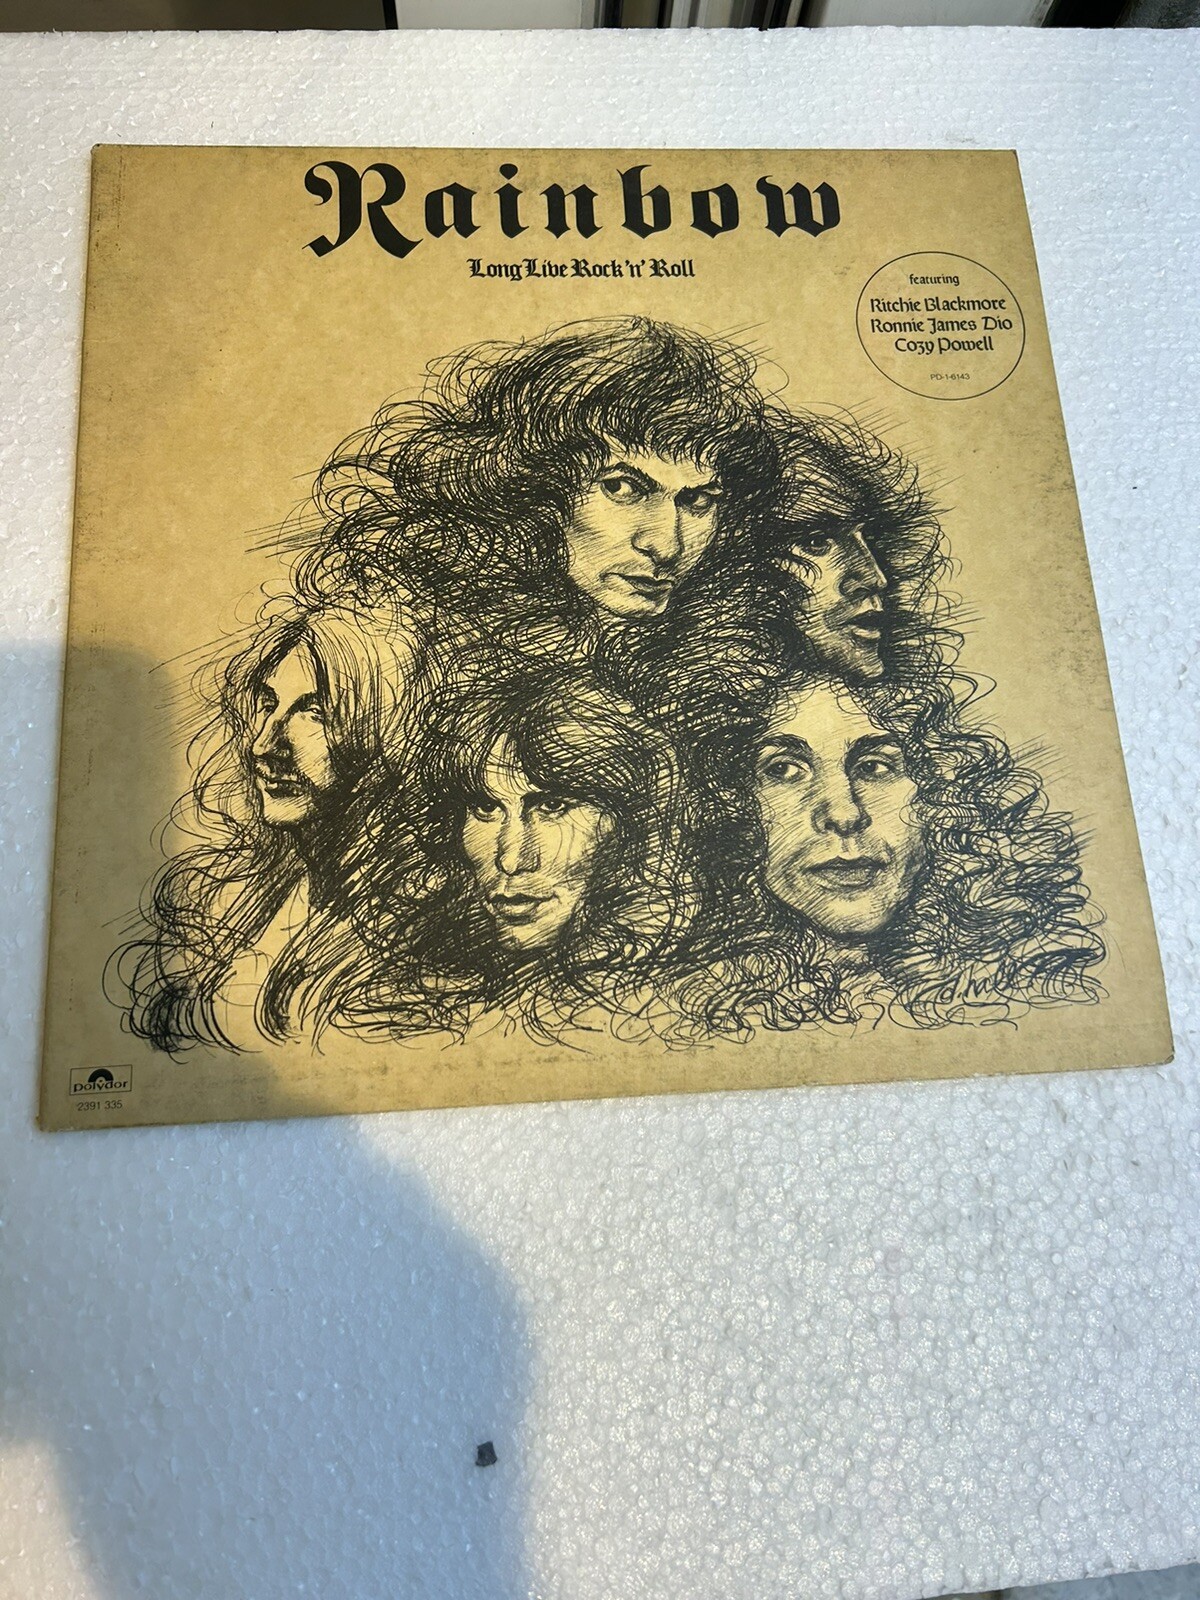 Rainbow
Long Live Rock 'n' Roll
featuring
Ritchie Blackmore
Ronnie James Dio
Cozy Powell
PD-1-6143
polydor
2391 335